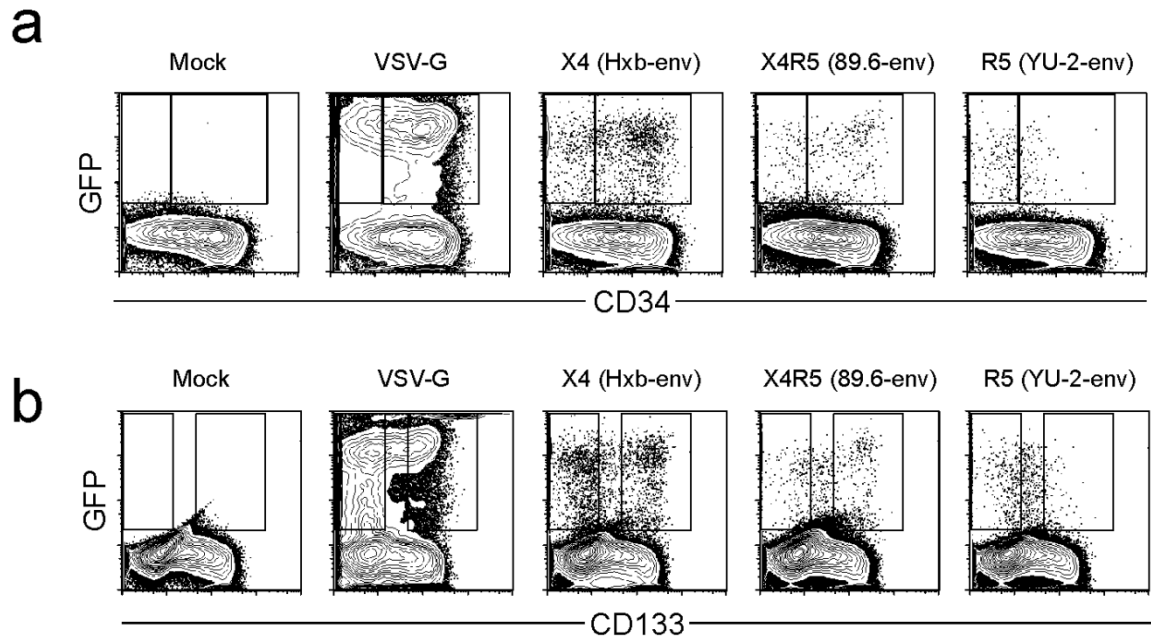 a
Mock VSV-G X4 (Hxb-env) X4R5 (89.6-env) R5 (YU-2-env)
GFP
CD34
b
Mock VSV-G X4 (Hxb-env) X4R5 (89.6-env) R5 (YU-2-env)
GFP
CD133